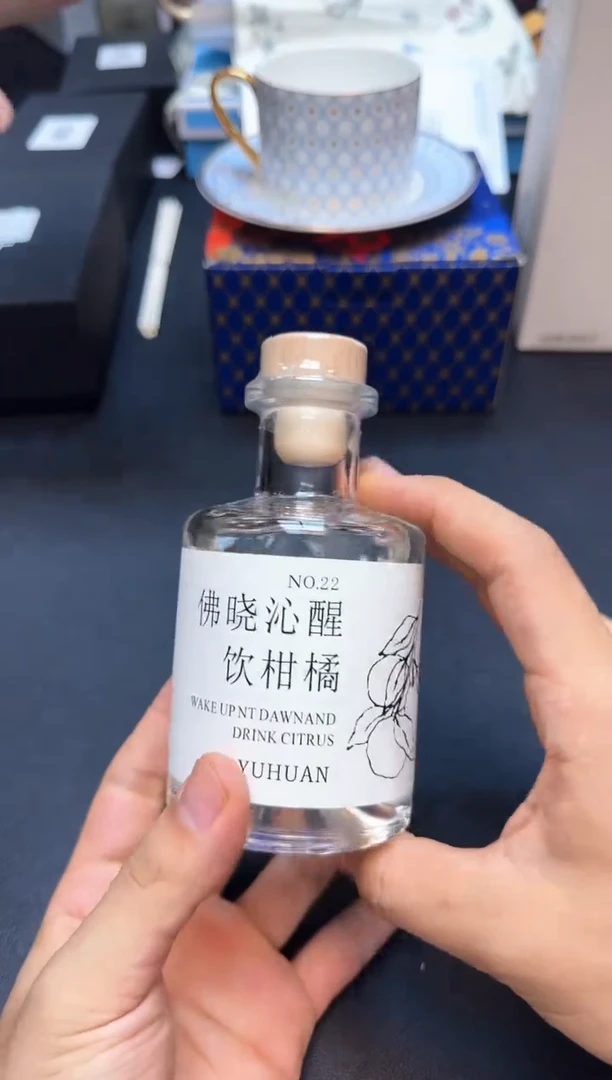 NO.22
佛晓沁醒
饮柑橘
WAKE UP NT DAWNAND
DRINK CITRUS
YUHUAN